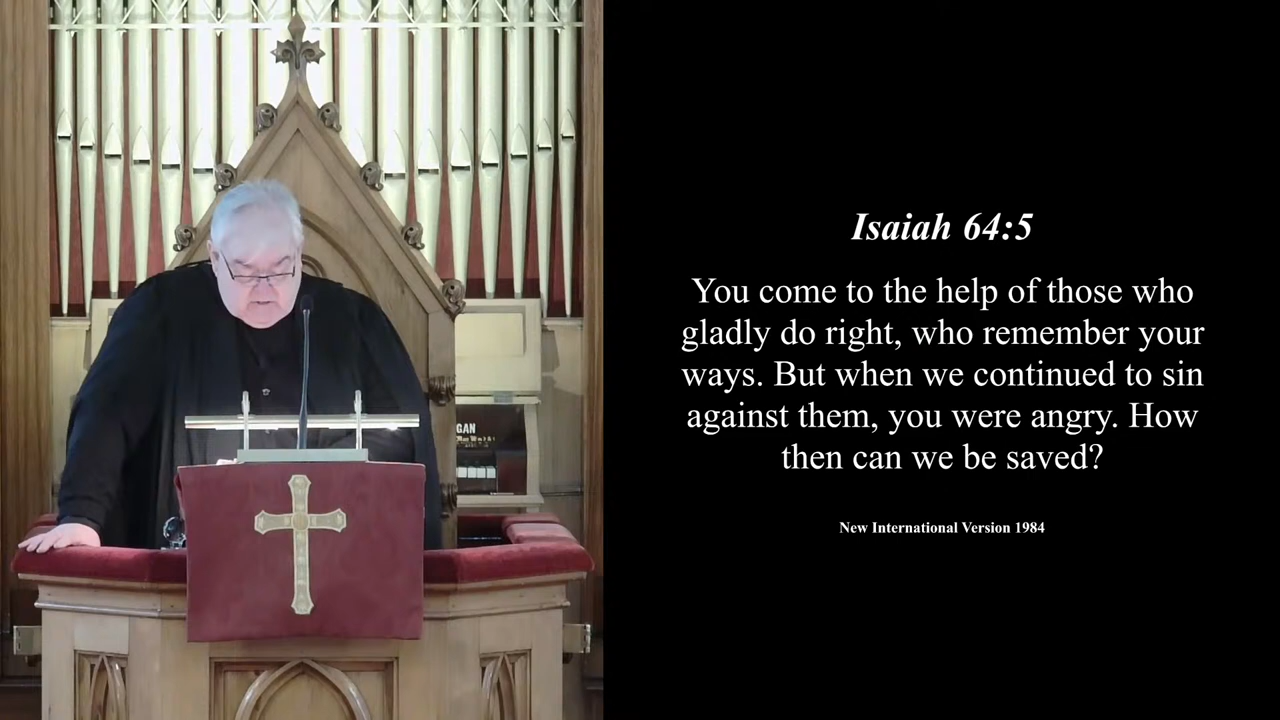 Isaiah 64:5
You come to the help of those who
gladly do right, who remember your
ways. But when we continued to sin
against them, you were angry. How
then can we be saved?
New International Version 1984
GAN